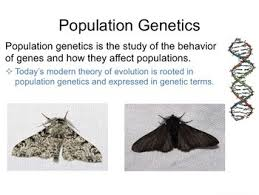 Population Genetics
Population genetics is the study of the behavior
of genes and how they affect populations.
Today's modern theory of evolution is rooted in
population genetics and expressed in genetic terms.